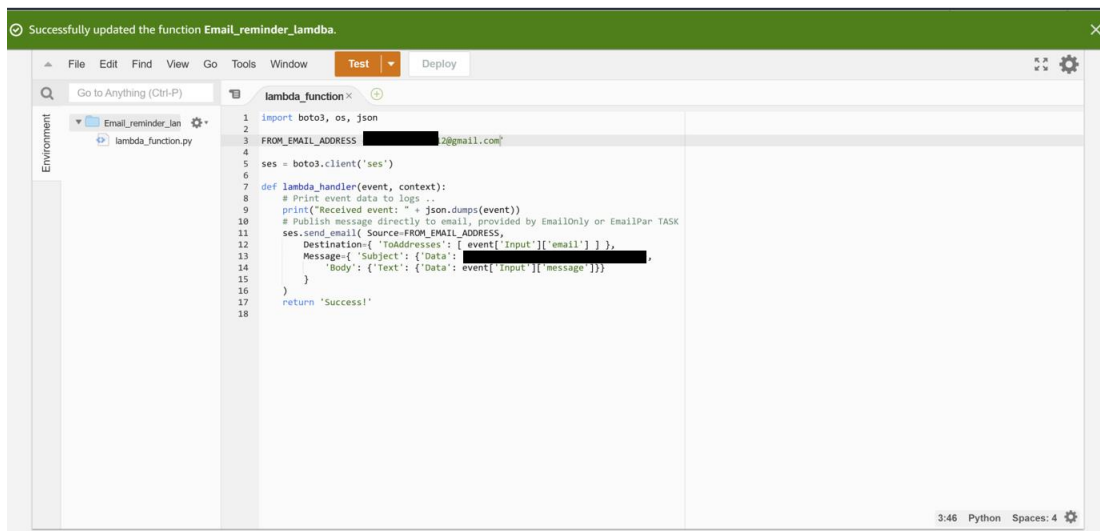 Successfully updated the function Email_reminder_lamdba.
File Edit Find View Go Tools Window Test Deploy
Go to Anything (Ctrl-P)
lambda_function
Environment
Email_reminder_lan
lambda_function.py
1 import boto3, os, json
2
3 FROM_EMAIL_ADDRESS 2@gmail.com'
4
5 ses = boto3.client('ses')
6
7 def lambda_handler(event, context):
8 # Print event data to logs ..
9 print("Received event: " + json.dumps(event))
10 # Publish message directly to email, provided by EmailOnly or EmailPar TASK
11 ses.send_email( Source=FROM_EMAIL_ADDRESS,
12 Destination={ 'ToAddresses': [ event['Input']['email'] ] },
13 Message={ 'Subject': {'Data': ,
14 'Body': {'Text': {'Data': event['Input']['message']}}
15 }
16 )
17 return 'Success!'
18
3:46 Python Spaces: 4